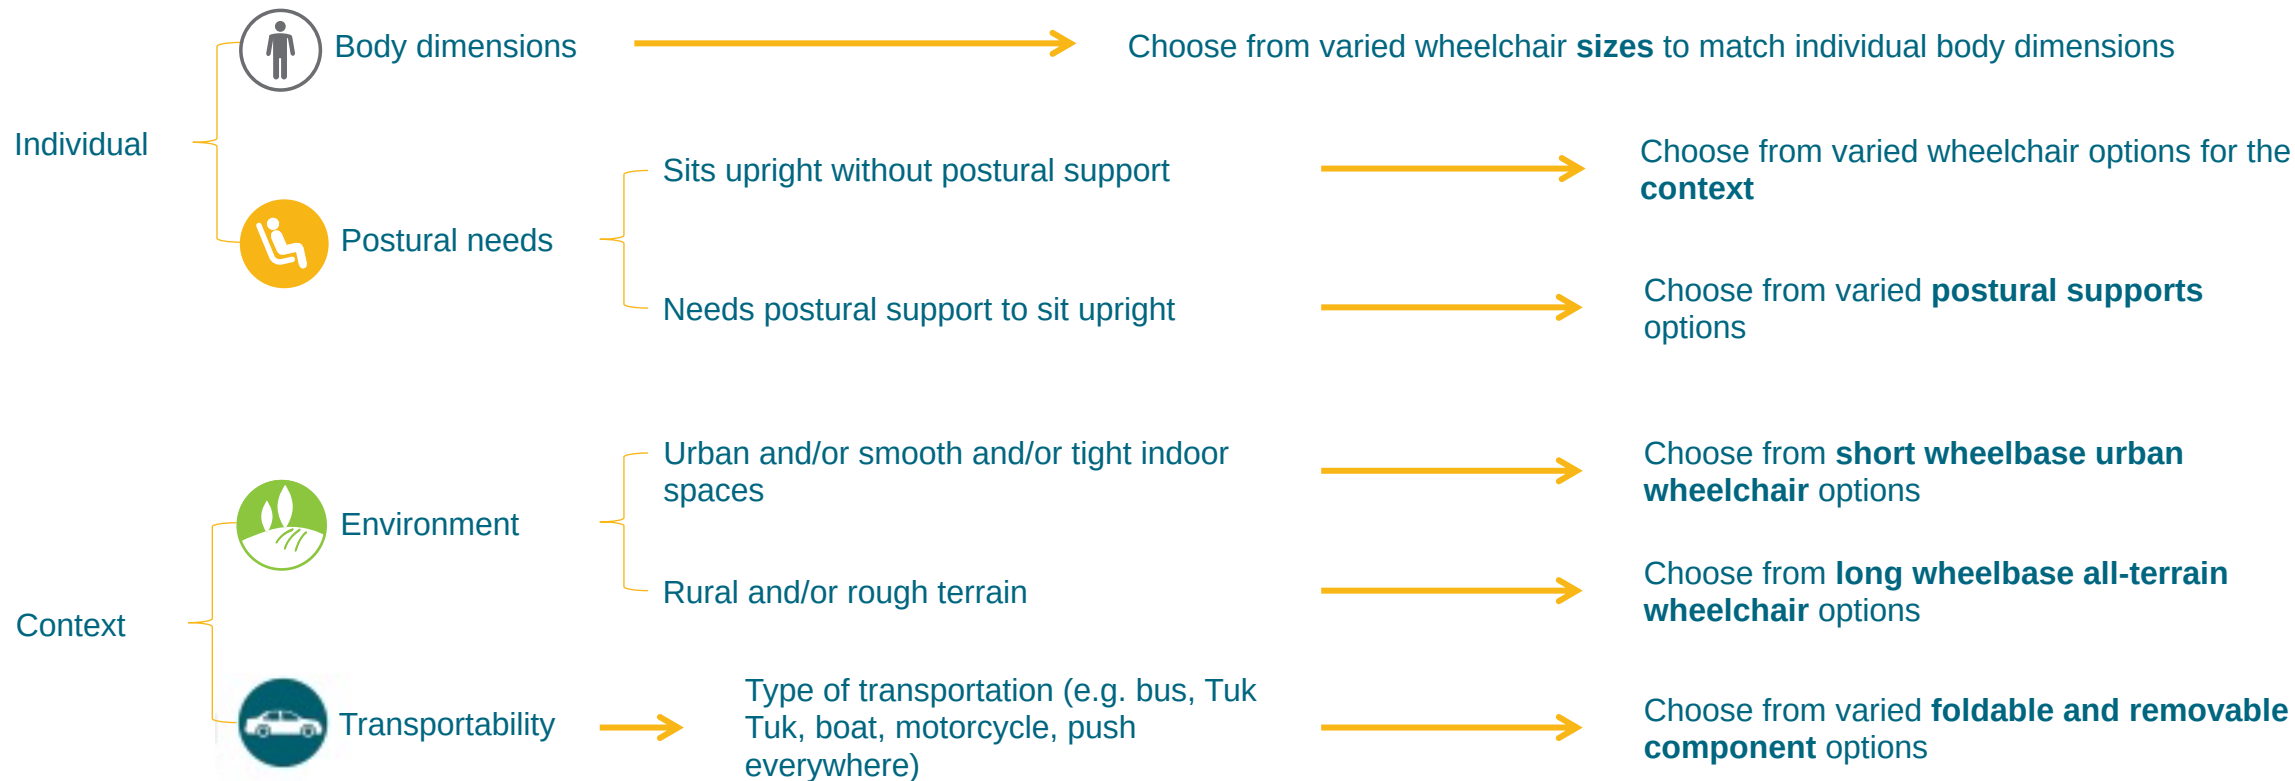 Individual
Body dimensions
Choose from varied wheelchair sizes to match individual body dimensions
Postural needs
Sits upright without postural support
Choose from varied wheelchair options for the
context
Needs postural support to sit upright
Choose from varied postural supports
options
Context
Environment
Urban and/or smooth and/or tight indoor
spaces
Choose from short wheelbase urban
wheelchair options
Rural and/or rough terrain
Choose from long wheelbase all-terrain
wheelchair options
Transportability
Type of transportation (e.g. bus, Tuk
Tuk, boat, motorcycle, push
everywhere)
Choose from varied foldable and removable
component options